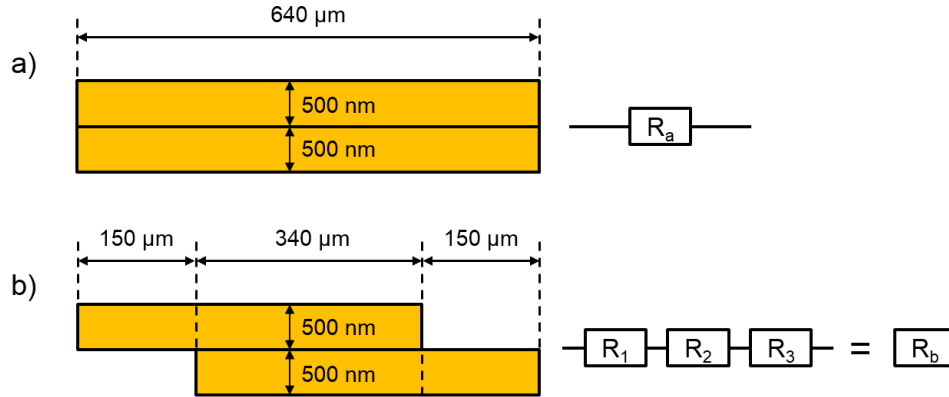 640 µm
a)
500 nm
500 nm
Ra
150 µm 340 µm 150 µm
b)
500 nm
500 nm
R1 R2 R3 = Rb